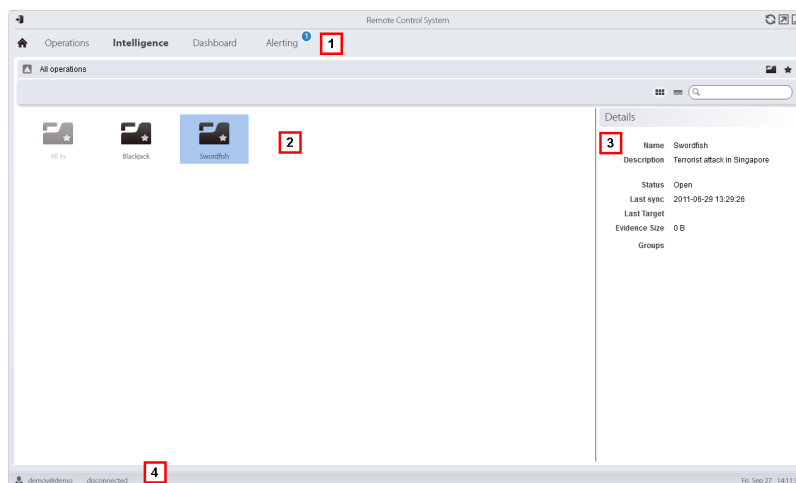 Remote Control System
Operations Intelligence Dashboard Alerting 1 1
All operations
Details
All In Blackjack Swordfish 2
3 Name Swordfish
Description Terrorist attack in Singapore
Status Open
Last sync 2011-06-29 13:29:26
Last Target
Evidence Size 0 B
Groups
4
demo@demo disconnected Fri, Sep 27 14:11: